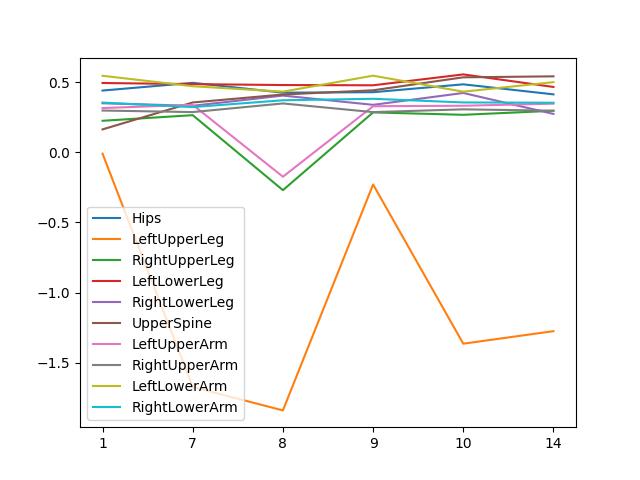 0.5
0.0
−0.5
−1.0
−1.5
Hips
LeftUpperLeg
RightUpperLeg
LeftLowerLeg
RightLowerLeg
UpperSpine
LeftUpperArm
RightUpperArm
LeftLowerArm
RightLowerArm
1 7 8 9 10 14